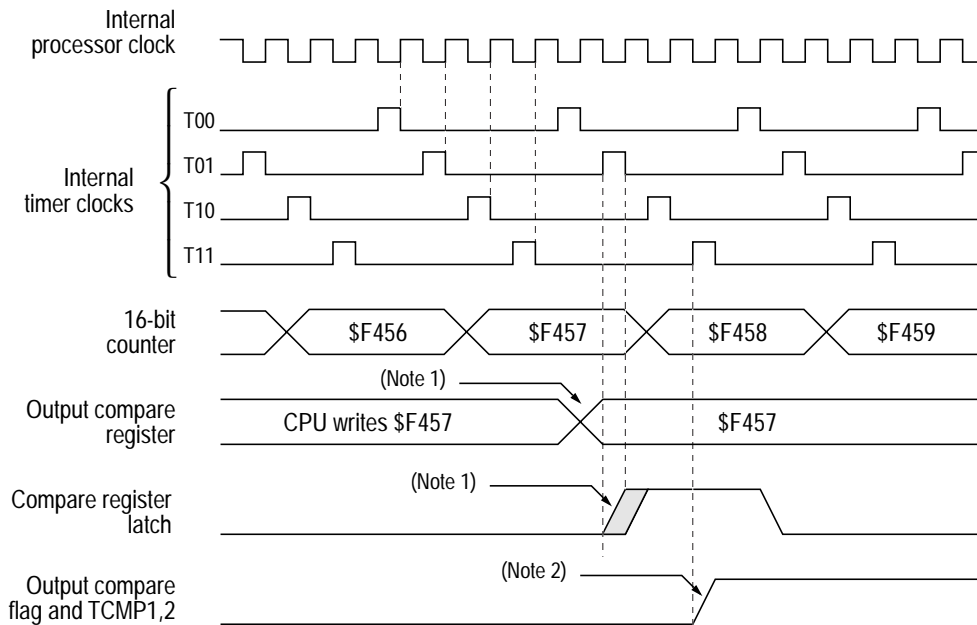 Internal
processor clock
T00
T01
Internal
timer clocks
T10
T11
16-bit
counter
$F456
$F457
$F458
$F459
(Note 1)
Output compare
register
CPU writes $F457
$F457
(Note 1)
Compare register
latch
(Note 2)
Output compare
flag and TCMP1,2